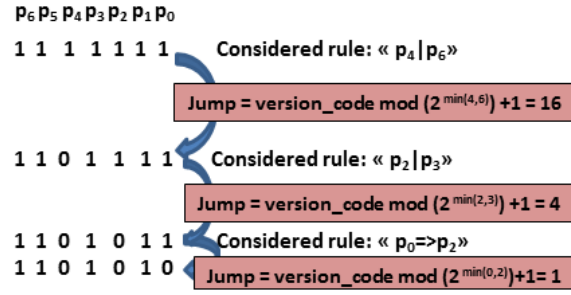 p₆ p₅ p₄ p₃ p₂ p₁ p₀
1 1 1 1 1 1 1 Considered rule: « p₄|p₆»
Jump = version_code mod (2^min(4,6)) +1 = 16
1 1 0 1 1 1 1 Considered rule: « p₂|p₃»
Jump = version_code mod (2^min(2,3)) +1 = 4
1 1 0 1 0 1 1 Considered rule: « p₀=>p₂»
1 1 0 1 0 1 0 Jump = version_code mod (2^min(0,2))+1= 1